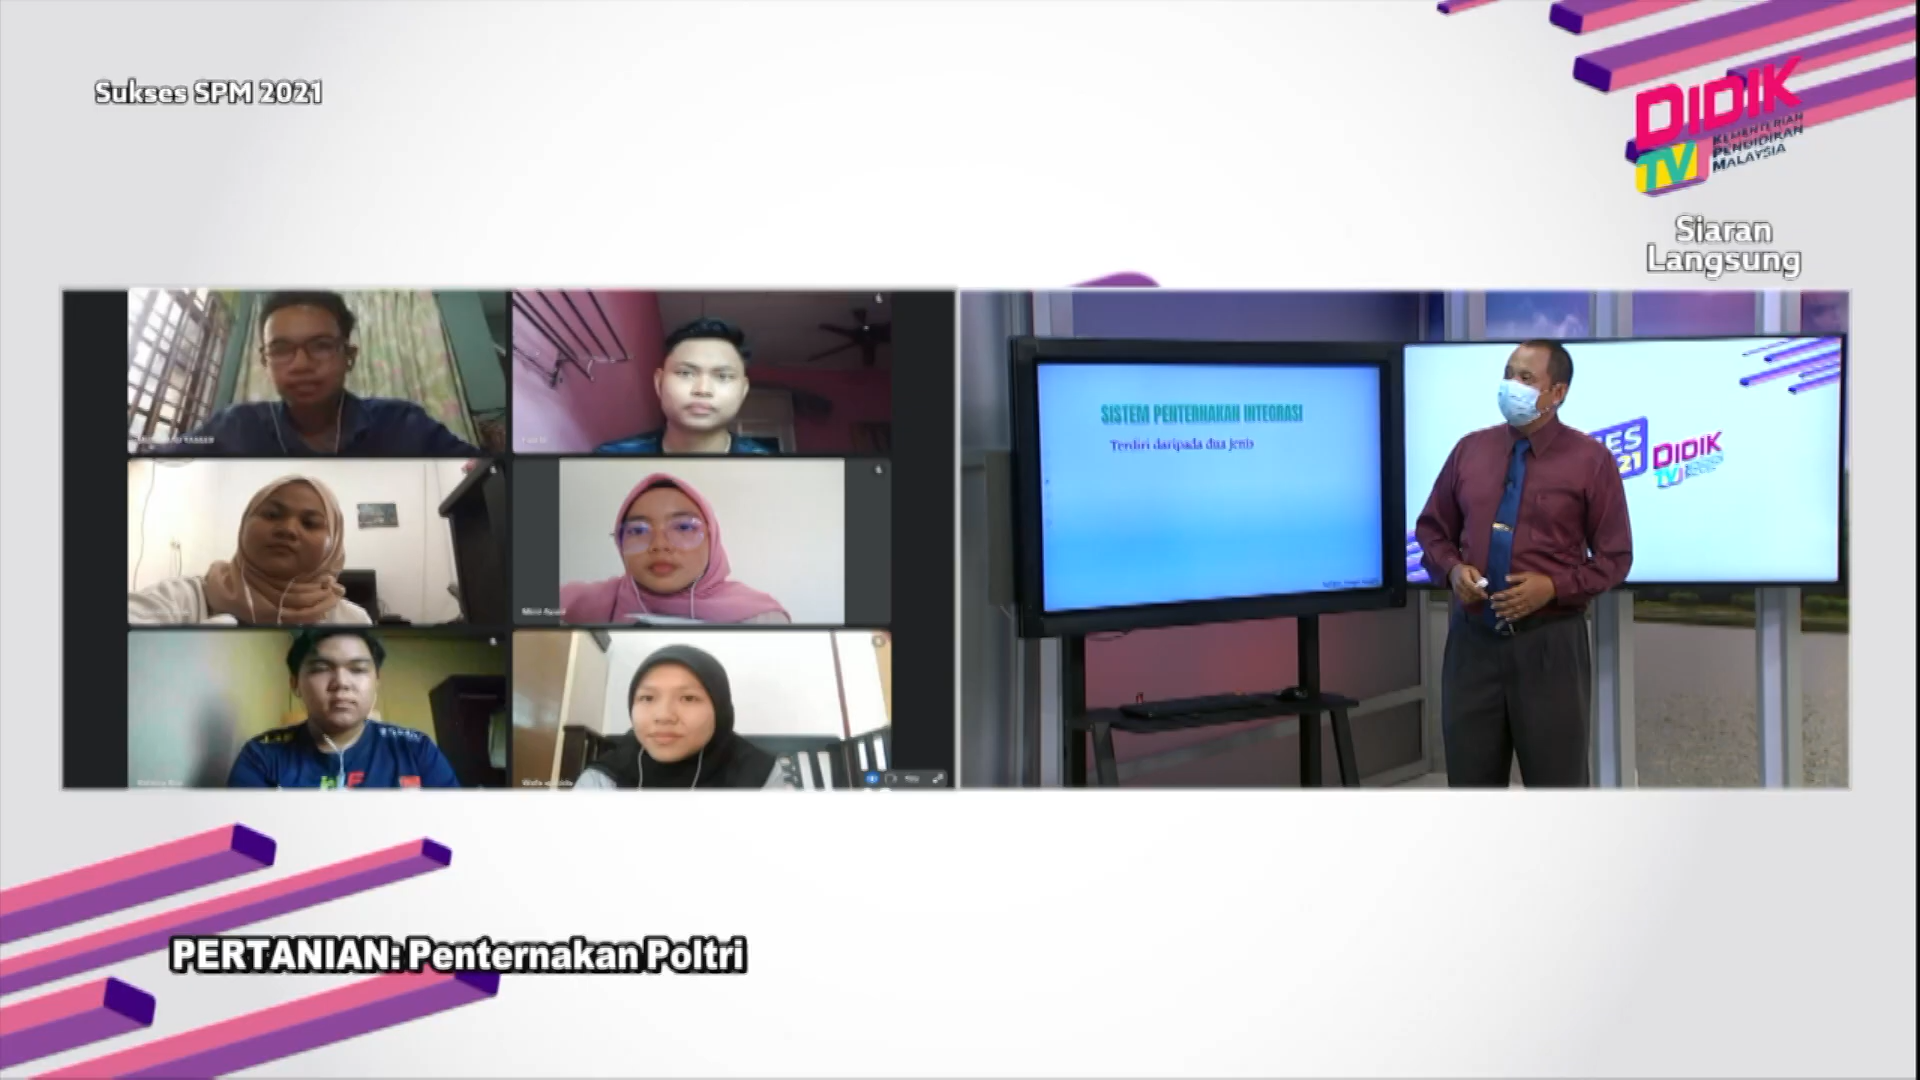 Sukses SPM 2021
DIDIK
TV
KEMENTERIAN
PENDIDIKAN
MALAYSIA
Siaran
Langsung
SISTEM PENTERNAKAN INTEGRASI
Terdiri daripada dua jenis
21
DIDIK
TV
PERTANIAN: Penternakan Poltri